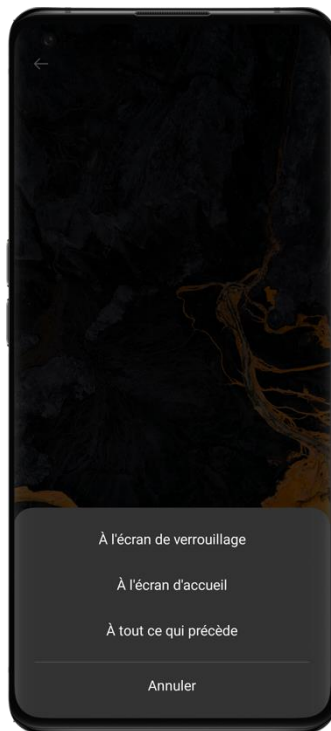 À l'écran de verrouillage
À l'écran d'accueil
À tout ce qui précède
Annuler